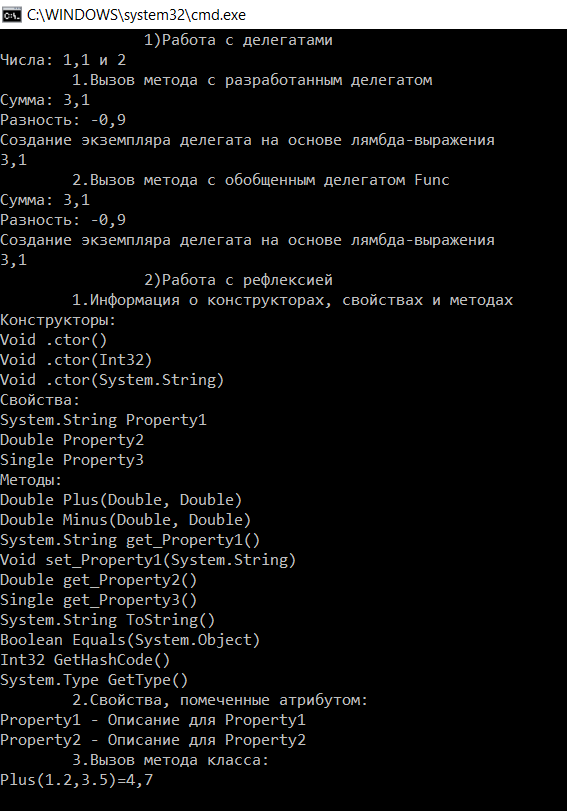 C:\WINDOWS\system32\cmd.exe
1)Работа с делегатами
Числа: 1,1 и 2
1.Вызов метода с разработанным делегатом
Сумма: 3,1
Разность: -0,9
Создание экземпляра делегата на основе лямбда-выражения
3,1
2.Вызов метода с обобщенным делегатом Func
Сумма: 3,1
Разность: -0,9
Создание экземпляра делегата на основе лямбда-выражения
3,1
2)Работа с рефлексией
1.Информация о конструкторах, свойствах и методах
Конструкторы:
Void .ctor()
Void .ctor(Int32)
Void .ctor(System.String)
Свойства:
System.String Property1
Double Property2
Single Property3
Методы:
Double Plus(Double, Double)
Double Minus(Double, Double)
System.String get_Property1()
Void set_Property1(System.String)
Double get_Property2()
Single get_Property3()
System.String ToString()
Boolean Equals(System.Object)
Int32 GetHashCode()
System.Type GetType()
2.Свойства, помеченные атрибутом:
Property1 - Описание для Property1
Property2 - Описание для Property2
3.Вызов метода класса:
Plus(1.2,3.5)=4,7